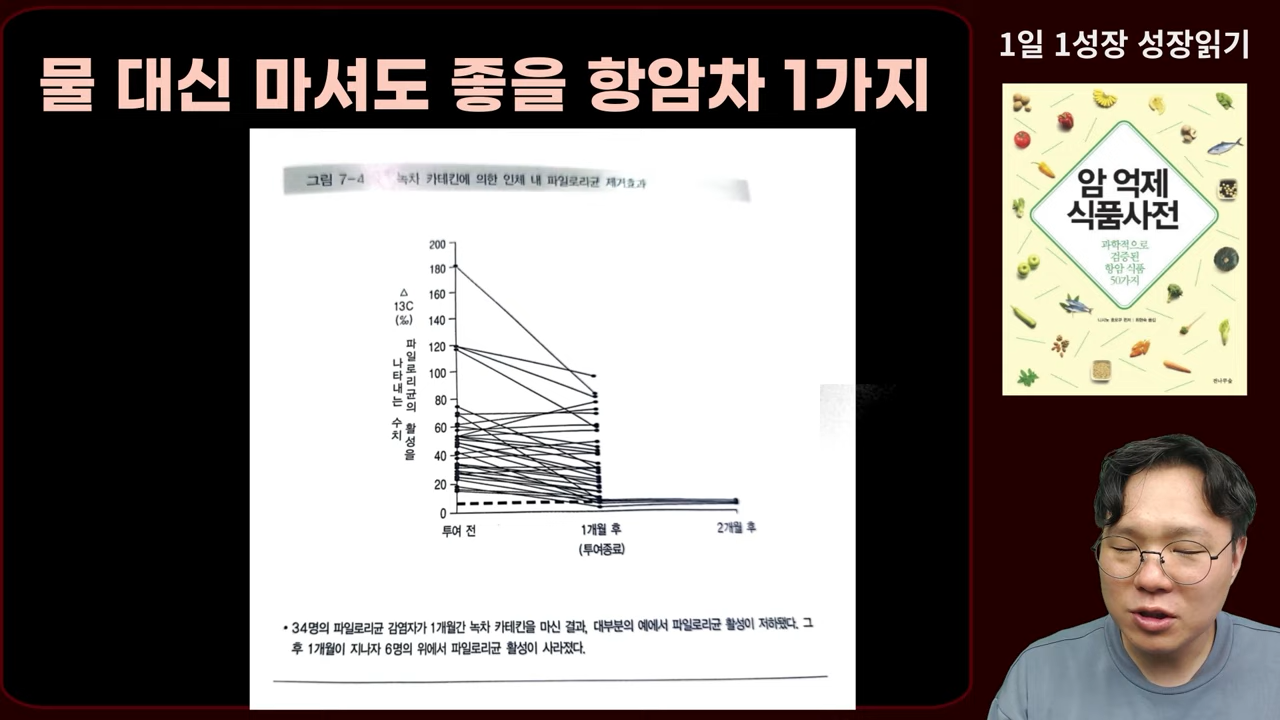 물 대신 마셔도 좋을 항암차 1가지
1일 1성장 성장읽기
그림 7-4 녹차 카테킨에 의한 인체 내 파일로리균 제거효과
200
180
160
140
120
100
80
60
40
20
0
△
13C
(‰)
파일로리균의 활성을
나타내는 수치
투여 전
1개월 후
(투여종료)
2개월 후
• 34명의 파일로리균 감염자가 1개월간 녹차 카테킨을 마신 결과, 대부분의 예에서 파일로리균 활성이 저하됐다. 그
후 1개월이 지나자 6명의 위에서 파일로리균 활성이 사라졌다.
암 억제
식품사전
과학적으로
검증된
항암 식품
50가지
전나무숲